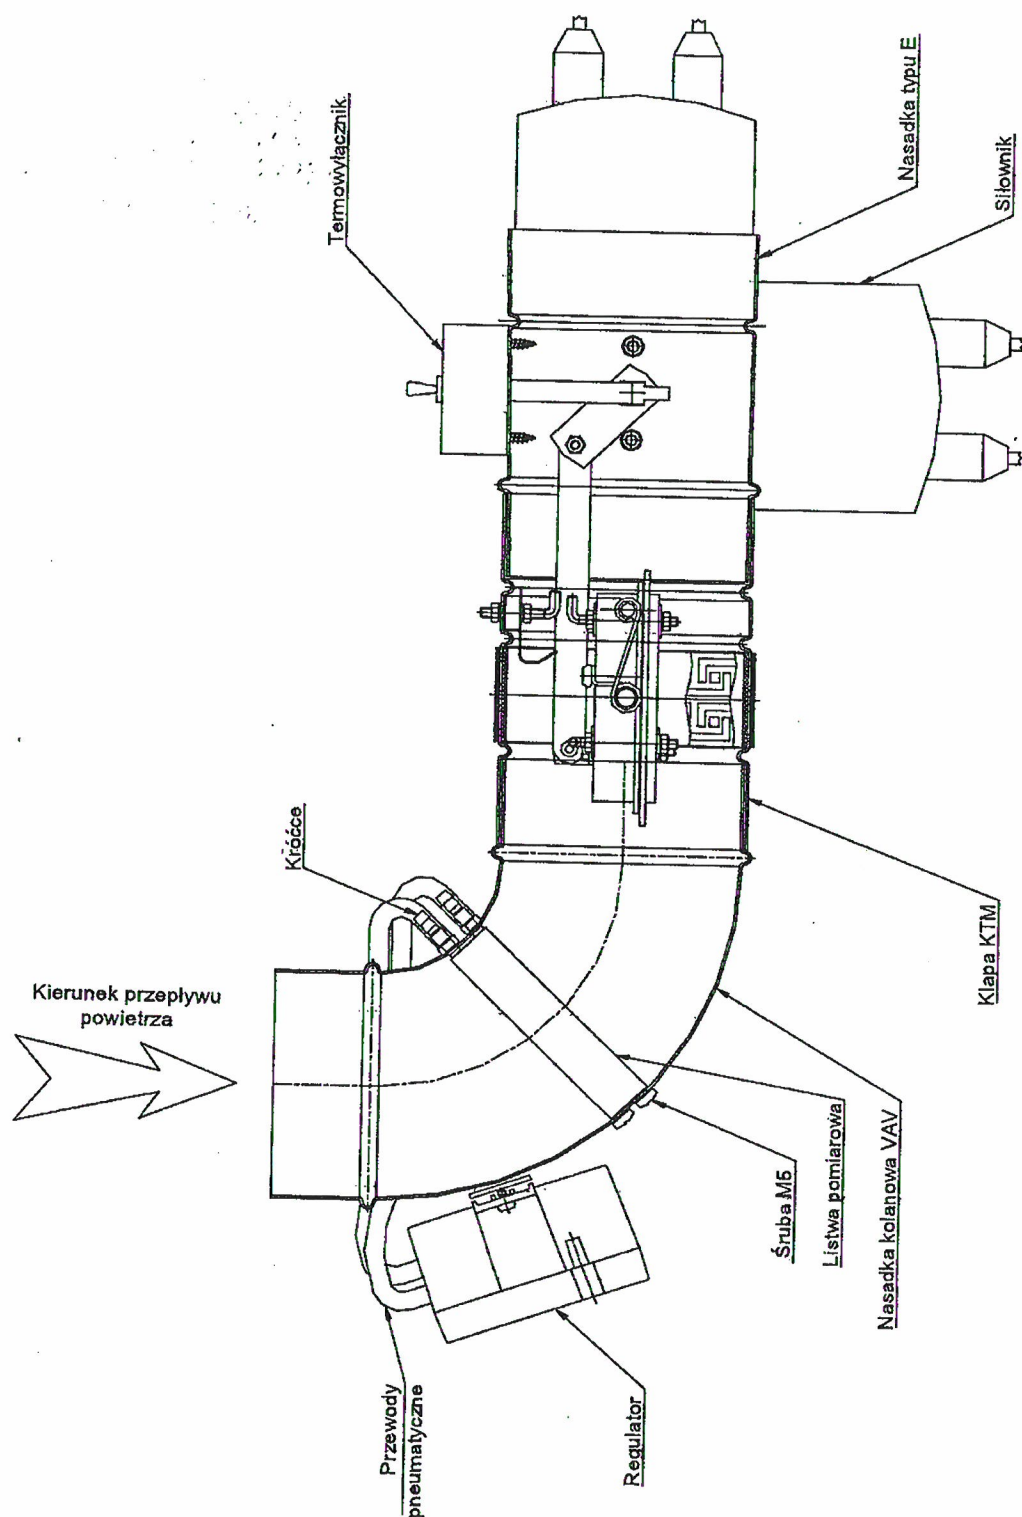 Kierunek przepływu
powietrza
Termowyłącznik
Nasadka typu E
Siłownik
Króćce
Klapa KTM
Nasadka kolanowa VAV
Listwa pomiarowa
Śruba M5
Regulator
Przewody
pneumatyczne